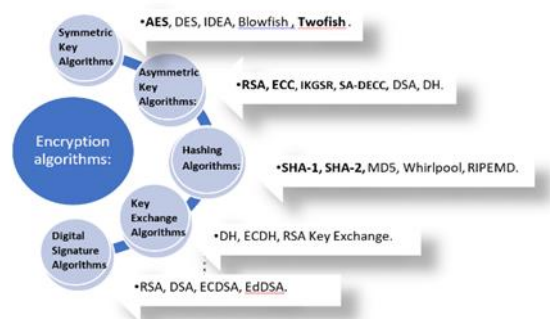 Symmetric
Key
Algorithms
•AES, DES, IDEA, Blowfish, Twofish.
Asymmetric
Key
Algorithms:
•RSA, ECC, IKGSR, SA-DECC, DSA, DH.
Encryption
algorithms:
Hashing
Algorithms:
•SHA-1, SHA-2, MD5, Whirlpool, RIPEMD.
Key
Exchange
Algorithms
•DH, ECDH, RSA Key Exchange.
Digital
Signature
Algorithms
•RSA, DSA, ECDSA, EdDSA.